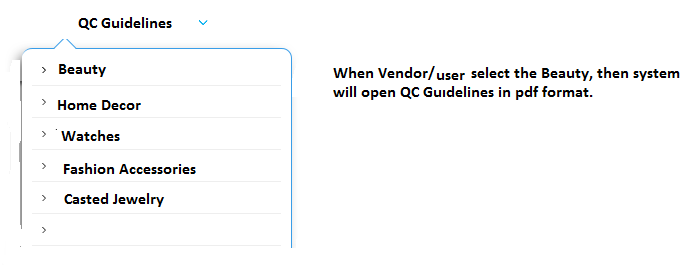 QC Guidelines
Beauty
Home Decor
Watches
Fashion Accessories
Casted Jewelry
When Vendor/user select the Beauty, then system
will open QC Guidelines in pdf format.